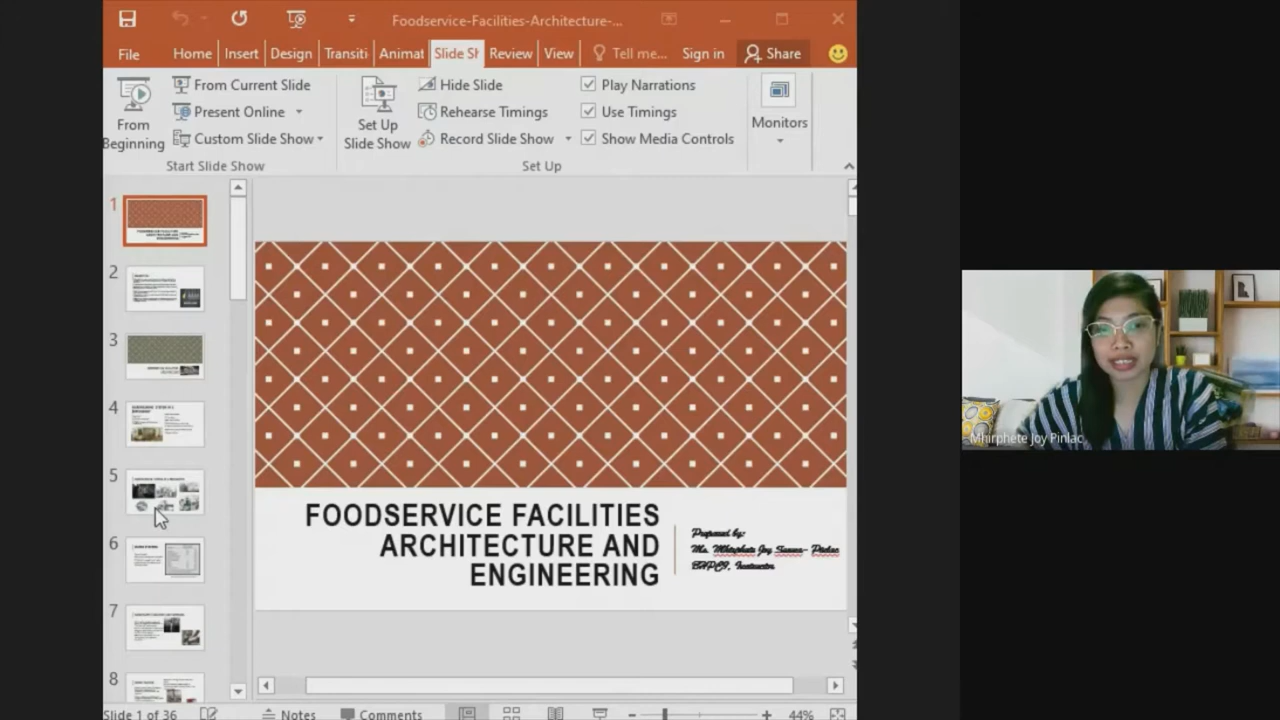 Foodservice-Facilities-Architecture-...
File Home Insert Design Transiti Animat Slide Sh Review View Tell me... Sign in Share
From Beginning
From Current Slide
Present Online
Custom Slide Show
Start Slide Show
Set Up Slide Show
Hide Slide
Rehearse Timings
Record Slide Show
Play Narrations
Use Timings
Show Media Controls
Set Up
Monitors
1
2
3
4
5
6
7
8
FOODSERVICE FACILITIES
ARCHITECTURE AND
ENGINEERING
Prepared by:
Ms. Mhirphete Joy
Instructor
Mhirphete Joy Pinlac
Slide 1 of 36 Notes Comments 44%